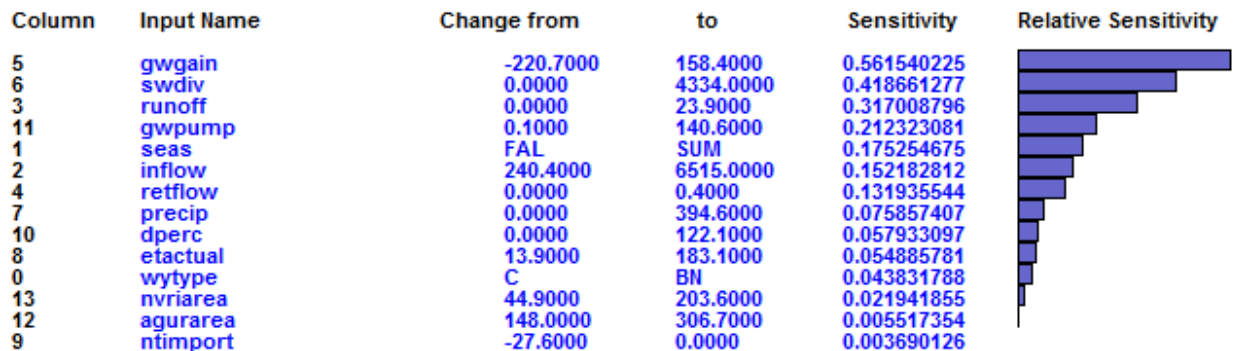 Column Input Name Change from to Sensitivity Relative Sensitivity
5 gwgain -220.7000 158.4000 0.561540225
6 swdiv 0.0000 4334.0000 0.418661277
3 runoff 0.0000 23.9000 0.317008796
11 gwpump 0.1000 140.6000 0.212323081
1 seas FAL SUM 0.175254675
2 inflow 240.4000 6515.0000 0.152182812
4 retflow 0.0000 0.4000 0.131935544
7 precip 0.0000 394.6000 0.075857407
10 dperc 0.0000 122.1000 0.057933097
8 etactual 13.9000 183.1000 0.054885781
0 wytype C BN 0.043831788
13 nvriarea 44.9000 203.6000 0.021941855
12 agurarea 148.0000 306.7000 0.005517354
9 ntimport -27.6000 0.0000 0.003690126